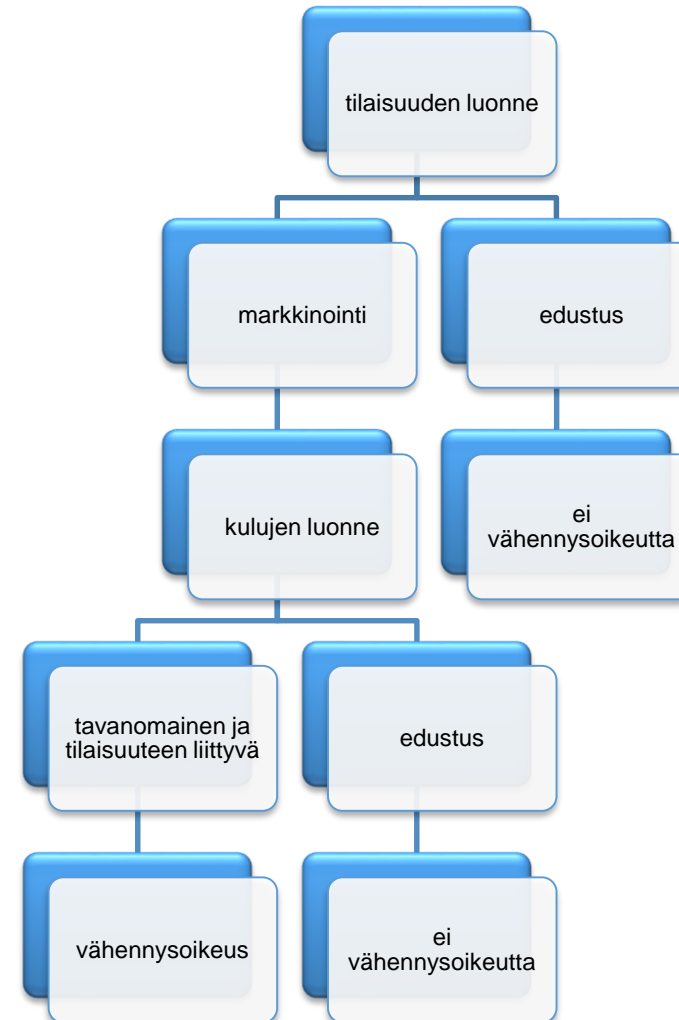 tilaisuuden luonne
markkinointi
edustus
kulujen luonne
ei
vähennysoikeutta
tavanomainen ja
tilaisuuteen liittyvä
edustus
vähennysoikeus
ei
vähennysoikeutta